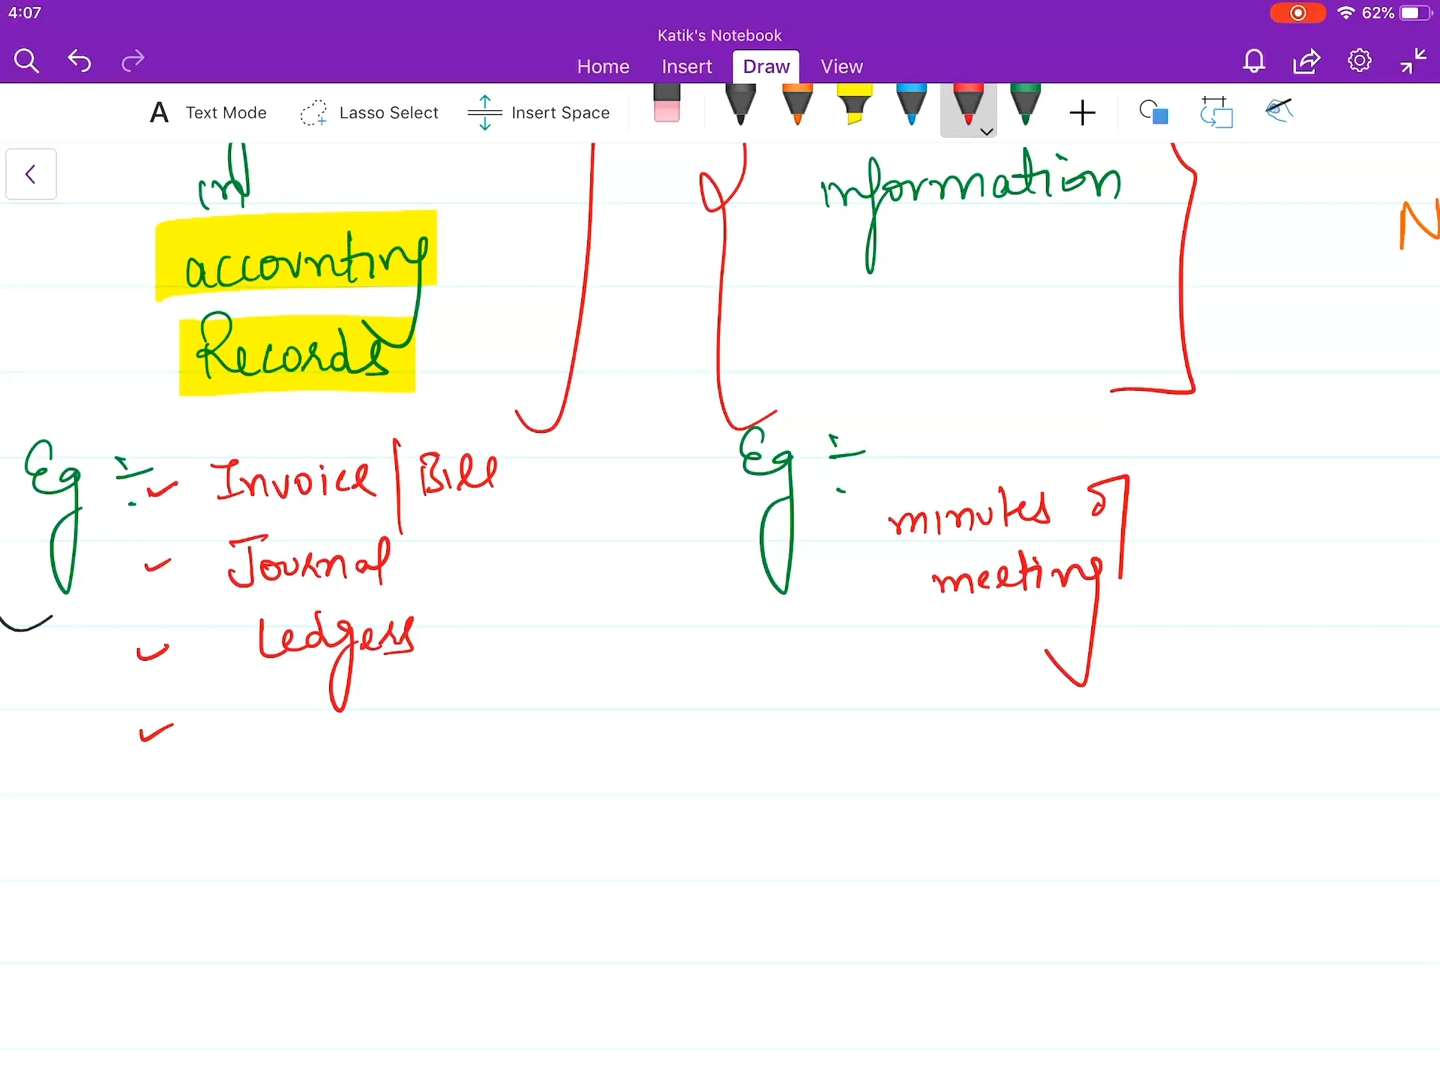 4:07
62%
Katik's Notebook
Home Insert Draw View
A Text Mode Lasso Select Insert Space
in
accounting
Records
information
N
Eg :- Invoice | Bill
Journal
Ledgers
Eg :-
minutes of
meeting